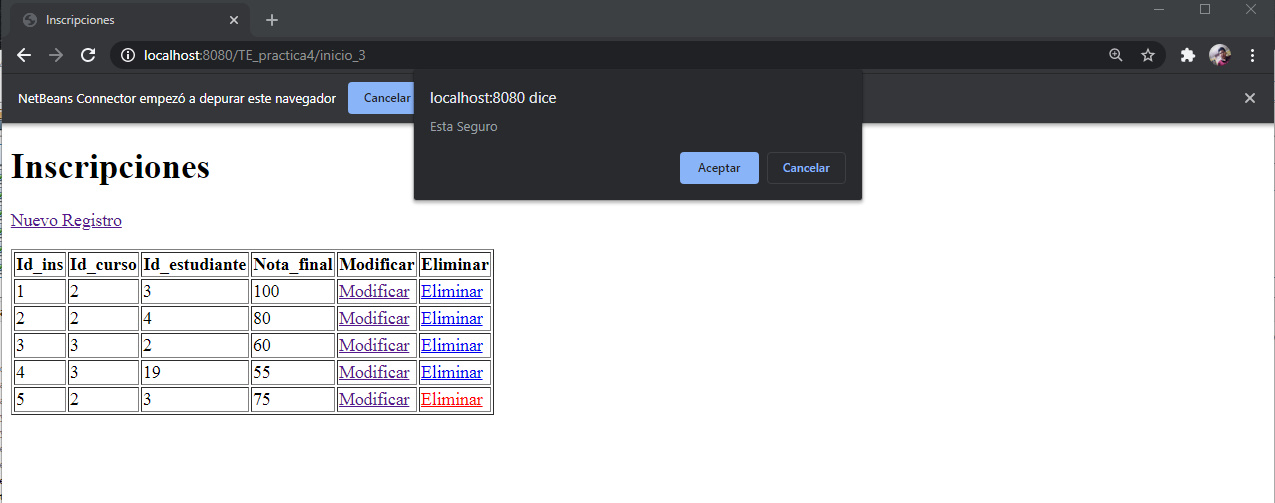 Inscripciones
localhost:8080/TE_practica4/inicio_3
NetBeans Connector empezó a depurar este navegador Cancelar
localhost:8080 dice
Esta Seguro
Aceptar Cancelar
Inscripciones
Nuevo Registro
Id_ins Id_curso Id_estudiante Nota_final Modificar Eliminar
1 2 3 100 Modificar Eliminar
2 2 4 80 Modificar Eliminar
3 3 2 60 Modificar Eliminar
4 3 19 55 Modificar Eliminar
5 2 3 75 Modificar Eliminar